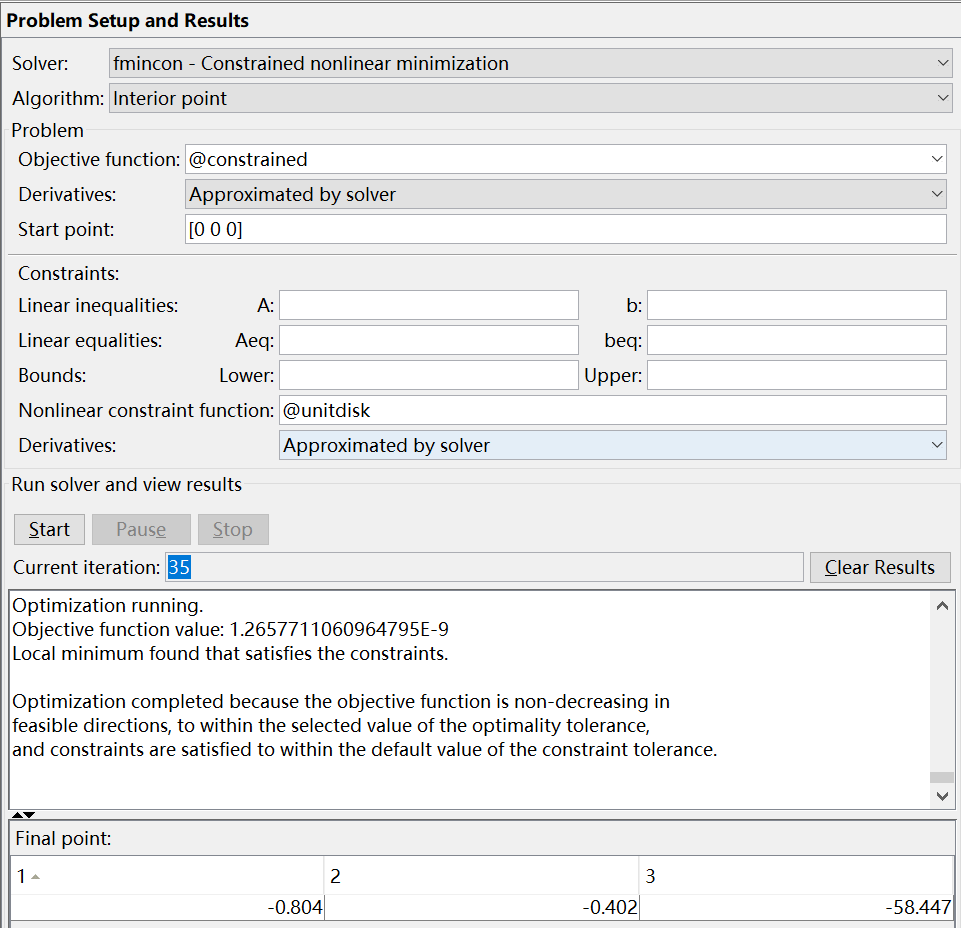 Problem Setup and Results
Solver: fmincon - Constrained nonlinear minimization
Algorithm: Interior point
Problem
Objective function: @constrained
Derivatives: Approximated by solver
Start point: [0 0 0]
Constraints:
Linear inequalities: A: b:
Linear equalities: Aeq: beq:
Bounds: Lower: Upper:
Nonlinear constraint function: @unitdisk
Derivatives: Approximated by solver
Run solver and view results
Start Pause Stop
Current iteration: 35 Clear Results
Optimization running.
Objective function value: 1.2657711060964795E-9
Local minimum found that satisfies the constraints.
Optimization completed because the objective function is non-decreasing in
feasible directions, to within the selected value of the optimality tolerance,
and constraints are satisfied to within the default value of the constraint tolerance.
Final point:
1 2 3
-0.804 -0.402 -58.447